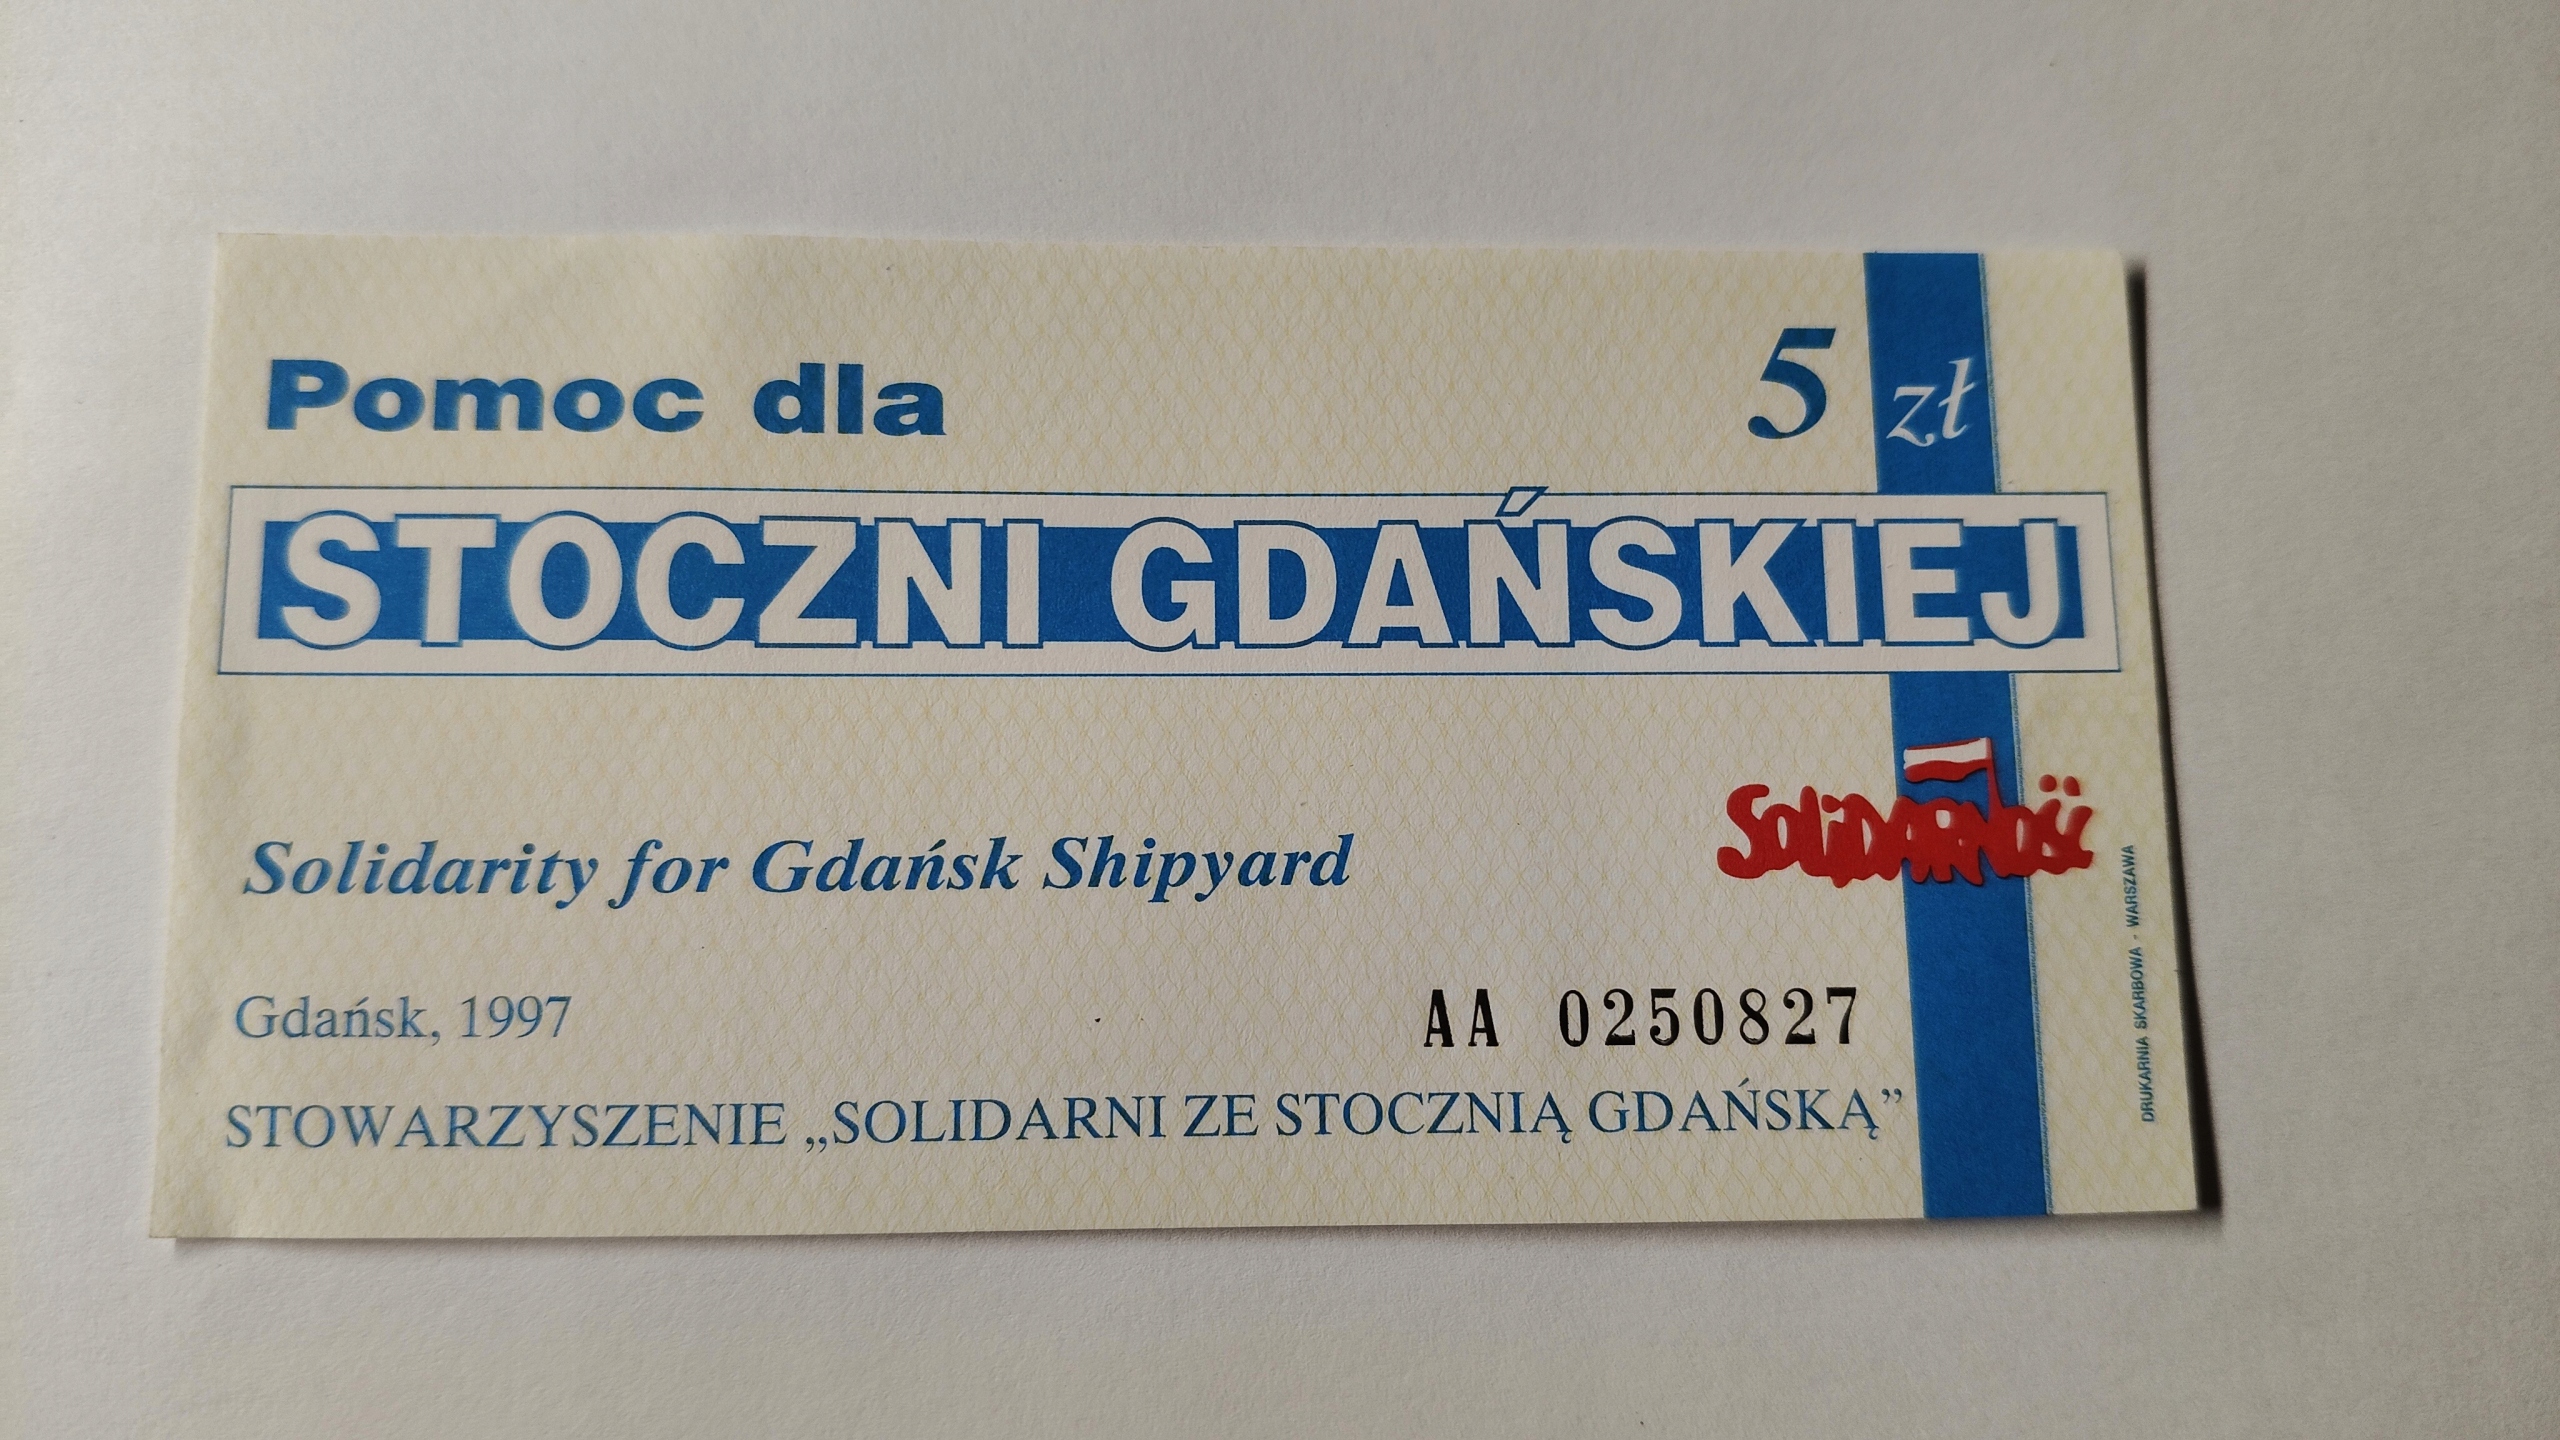 Pomoc dla
5 zł
STOCZNI GDAŃSKIEJ
SOLIDARNOŚĆ
Solidarity for Gdańsk Shipyard
Gdańsk, 1997
AA 0250827
STOWARZYSZENIE „SOLIDARNI ZE STOCZNIĄ GDAŃSKĄ”
DRUKARNIA SKARBOWA - WARSZAWA